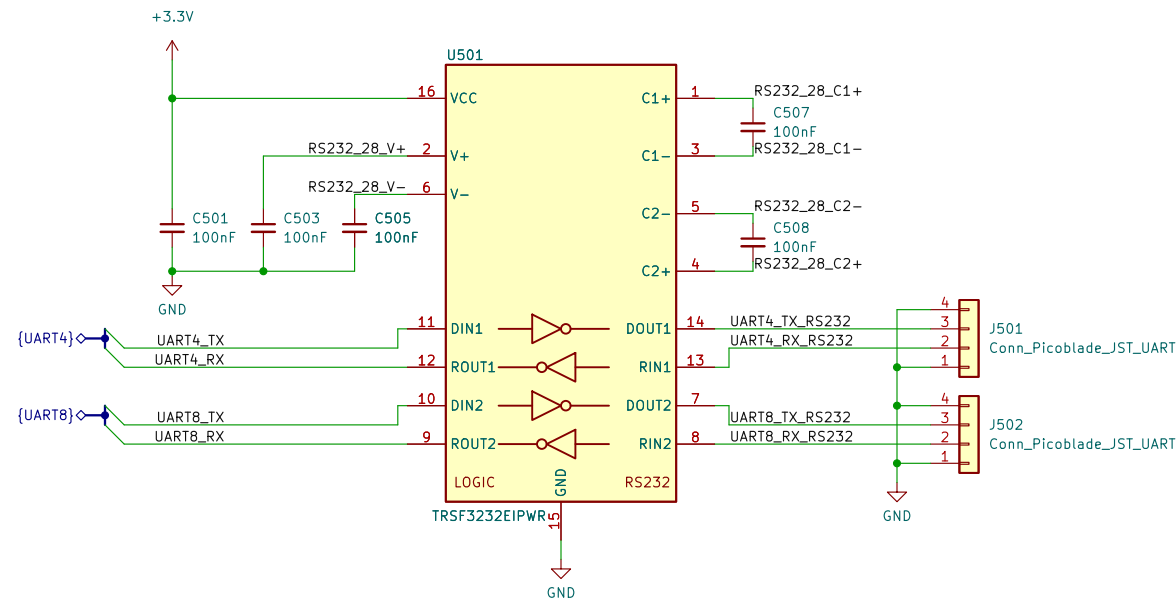 +3.3V
U501
16 VCC
C1+ 1 RS232_28_C1+
C507
100nF
RS232_28_V+ 2 V+
C1- 3 RS232_28_C1-
RS232_28_V- 6 V-
C2- 5 RS232_28_C2-
C501
100nF
C503
100nF
C505
100nF
C508
100nF
C2+ 4 RS232_28_C2+
GND
{UART4}
UART4_TX 11 DIN1
DOUT1 14 UART4_TX_RS232
UART4_RX 12 ROUT1
RIN1 13 UART4_RX_RS232
4
3
2
1
J501
Conn_Picoblade_JST_UART
{UART8}
UART8_TX 10 DIN2
DOUT2 7 UART8_TX_RS232
UART8_RX 9 ROUT2
RIN2 8 UART8_RX_RS232
4
3
2
1
J502
Conn_Picoblade_JST_UART
LOGIC
GND
RS232
TRSF3232EIPWR
15
GND
GND